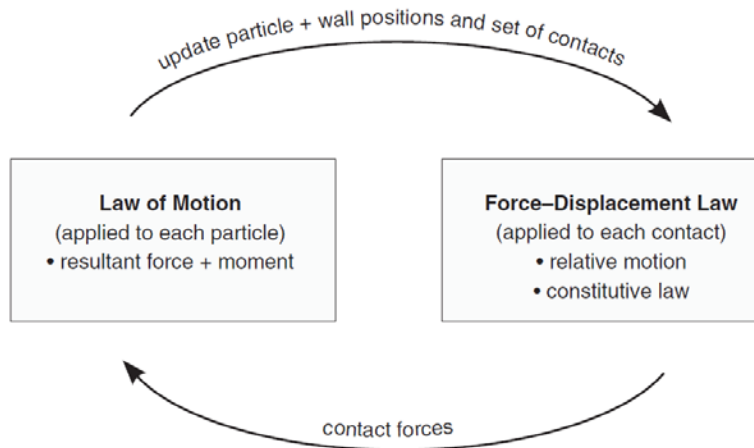 update particle + wall positions and set of contacts
Law of Motion
(applied to each particle)
• resultant force + moment
Force–Displacement Law
(applied to each contact)
• relative motion
• constitutive law
contact forces